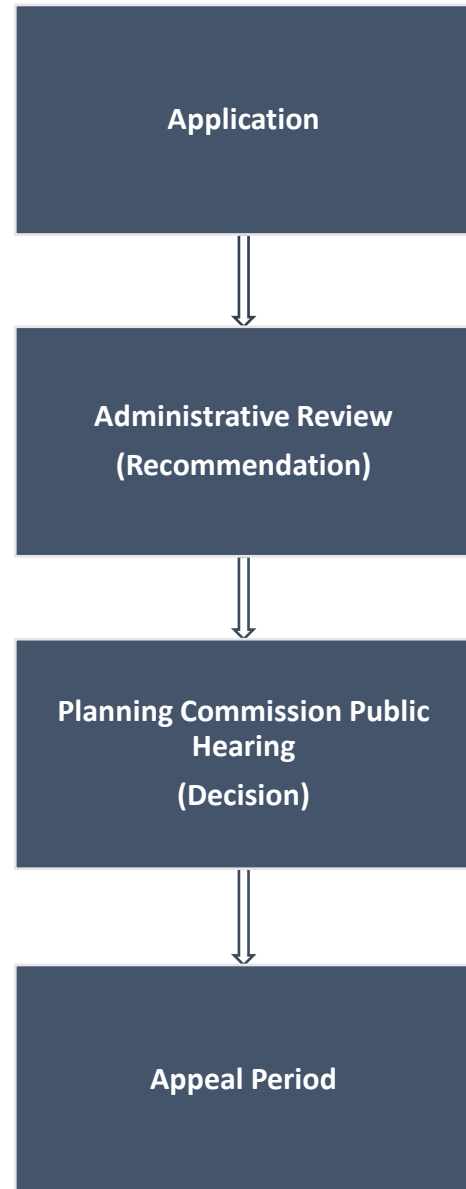 Application
Administrative Review
(Recommendation)
Planning Commission Public
Hearing
(Decision)
Appeal Period